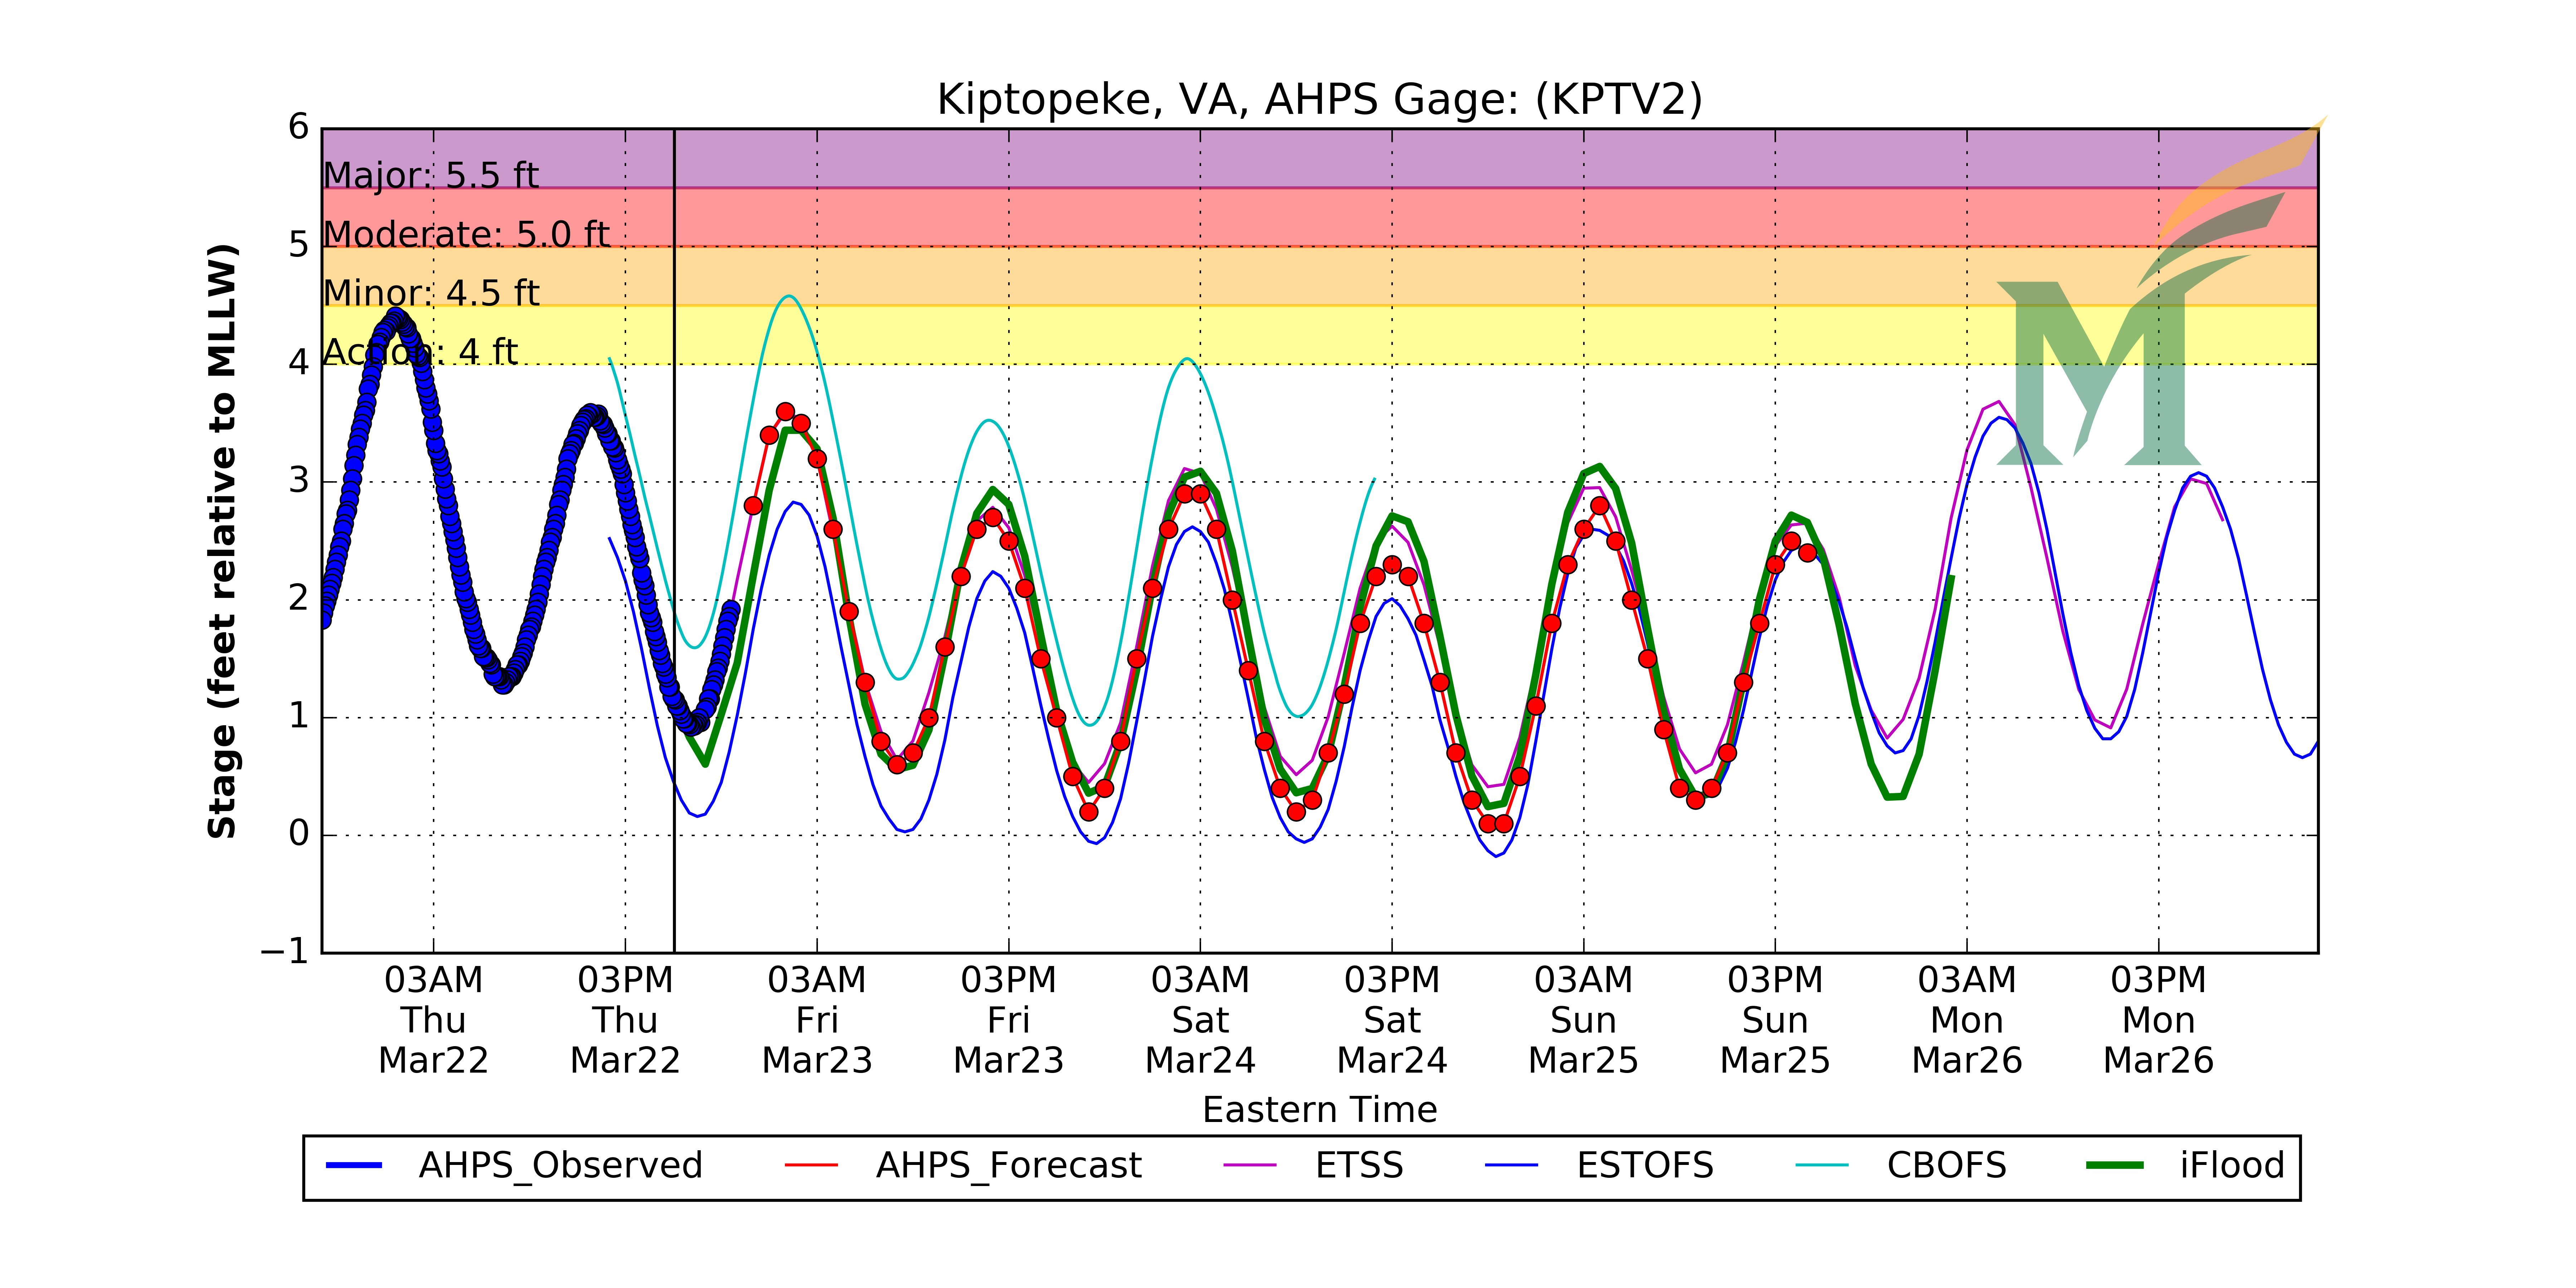 Kiptopeke, VA, AHPS Gage: (KPTV2)
6
5
4
3
2
1
0
−1
Stage (feet relative to MLLW)
Major: 5.5 ft
Moderate: 5.0 ft
Minor: 4.5 ft
Action: 4 ft
M
03AM 03PM 03AM 03PM 03AM 03PM 03AM 03PM 03AM 03PM
Thu Thu Fri Fri Sat Sat Sun Sun Mon Mon
Mar22 Mar22 Mar23 Mar23 Mar24 Mar24 Mar25 Mar25 Mar26 Mar26
Eastern Time
AHPS_Observed AHPS_Forecast ETSS ESTOFS CBOFS iFlood